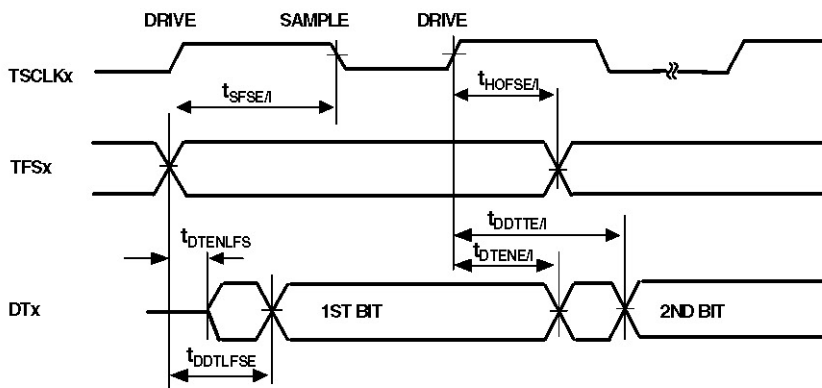 DRIVE SAMPLE DRIVE
TSCLKx
tSFSE/I tHOFSE/I
TFSx
tDDTTE/I
tDTENLFS tDTENE/I
DTx 1ST BIT 2ND BIT
tDDTLFSE